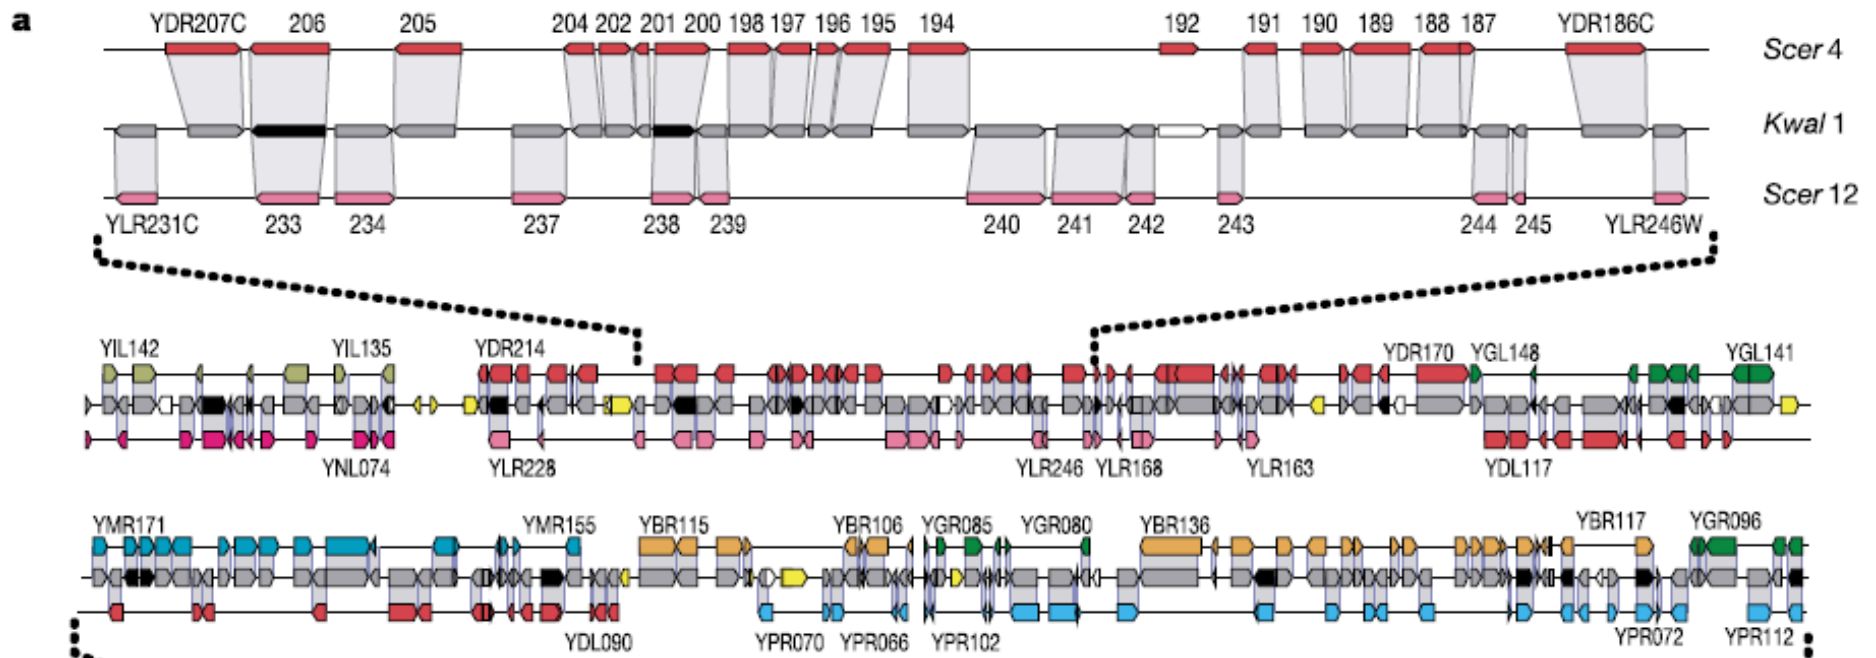 a
YDR207C 206 205 204 202 201 200 198 197 196 195 194 192 191 190 189 188 187 YDR186C
Scer 4
Kwal 1
Scer 12
YLR231C 233 234 237 238 239 240 241 242 243 244 245 YLR246W
YIL142 YIL135 YDR214 YDR170 YGL148 YGL141
YNL074 YLR228 YLR246 YLR168 YLR163 YDL117
YMR171 YMR155 YBR115 YBR106 YGR085 YGR080 YBR136 YBR117 YGR096
YDL090 YPR070 YPR066 YPR102 YPR072 YPR112